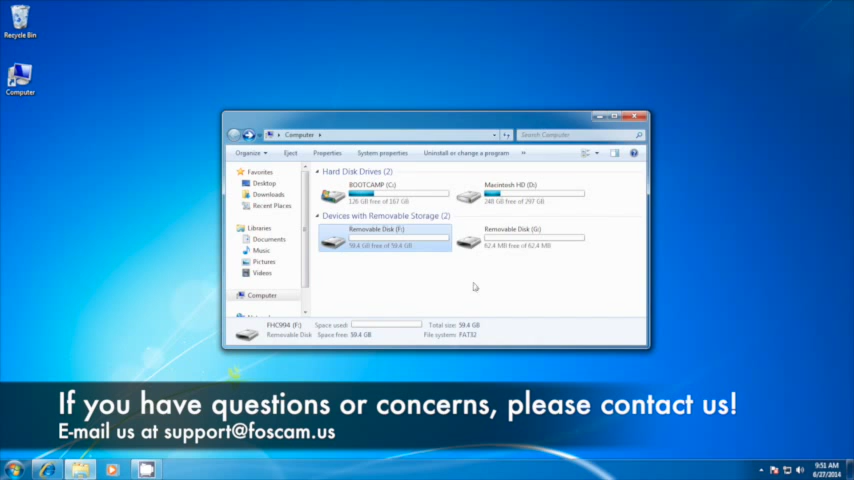 Recycle Bin
Computer
Computer
Search Computer
Organize
Eject
Properties
System properties
Uninstall or change a program
»
Favorites
Desktop
Downloads
Recent Places
Libraries
Documents
Music
Pictures
Videos
Computer
Hard Disk Drives (2)
BOOTCAMP (C:)
126 GB free of 167 GB
Macintosh HD (D:)
248 GB free of 297 GB
Devices with Removable Storage (2)
Removable Disk (F:)
59.4 GB free of 59.4 GB
Removable Disk (G:)
62.4 MB free of 62.4 MB
FHC994 (F:)
Space used:
Total size: 59.4 GB
Removable Disk
Space free: 59.4 GB
File system: FAT32
If you have questions or concerns, please contact us!
E-mail us at support@foscam.us
9:51 AM
6/27/2014